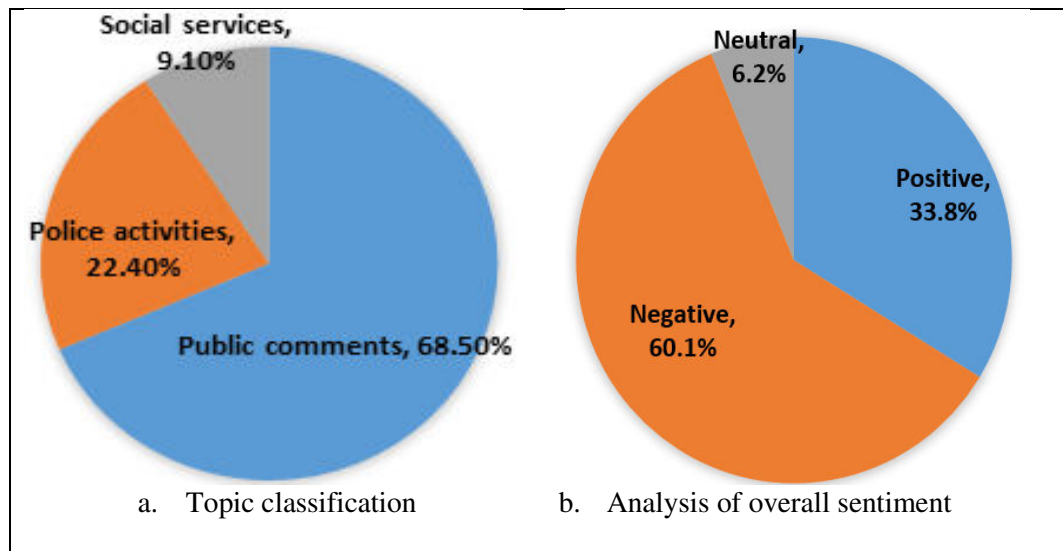 Social services,
9.10%
Police activities,
22.40%
Public comments, 68.50%
a. Topic classification
Neutral,
6.2%
Positive,
33.8%
Negative,
60.1%
b. Analysis of overall sentiment